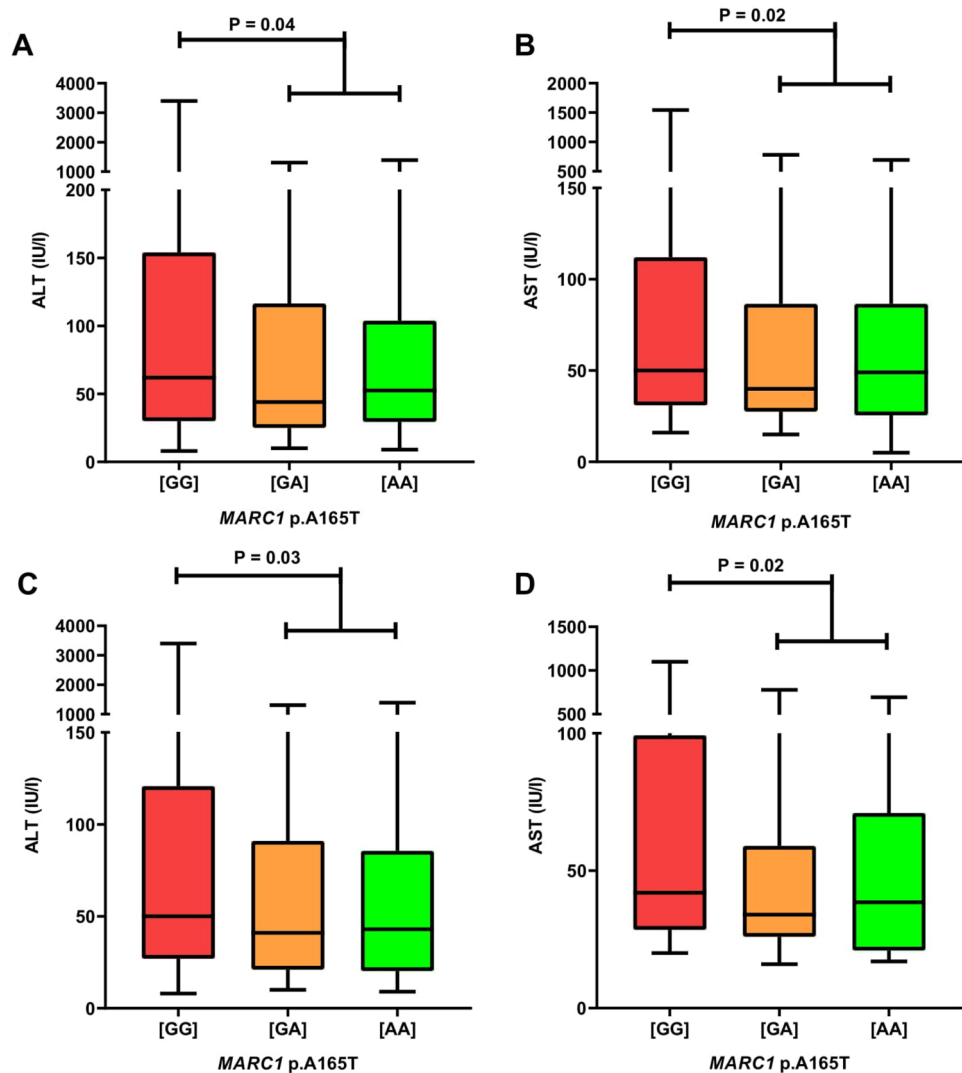 A
P = 0.04
4000
3000
2000
1000
200
150
100
50
0
ALT (IU/l)
[GG] [GA] [AA]
MARC1 p.A165T
B
P = 0.02
2000
1500
1000
500
150
100
50
0
AST (IU/l)
[GG] [GA] [AA]
MARC1 p.A165T
C
P = 0.03
4000
3000
2000
1000
150
100
50
0
ALT (IU/l)
[GG] [GA] [AA]
MARC1 p.A165T
D
P = 0.02
1500
1000
500
100
50
0
AST (IU/l)
[GG] [GA] [AA]
MARC1 p.A165T